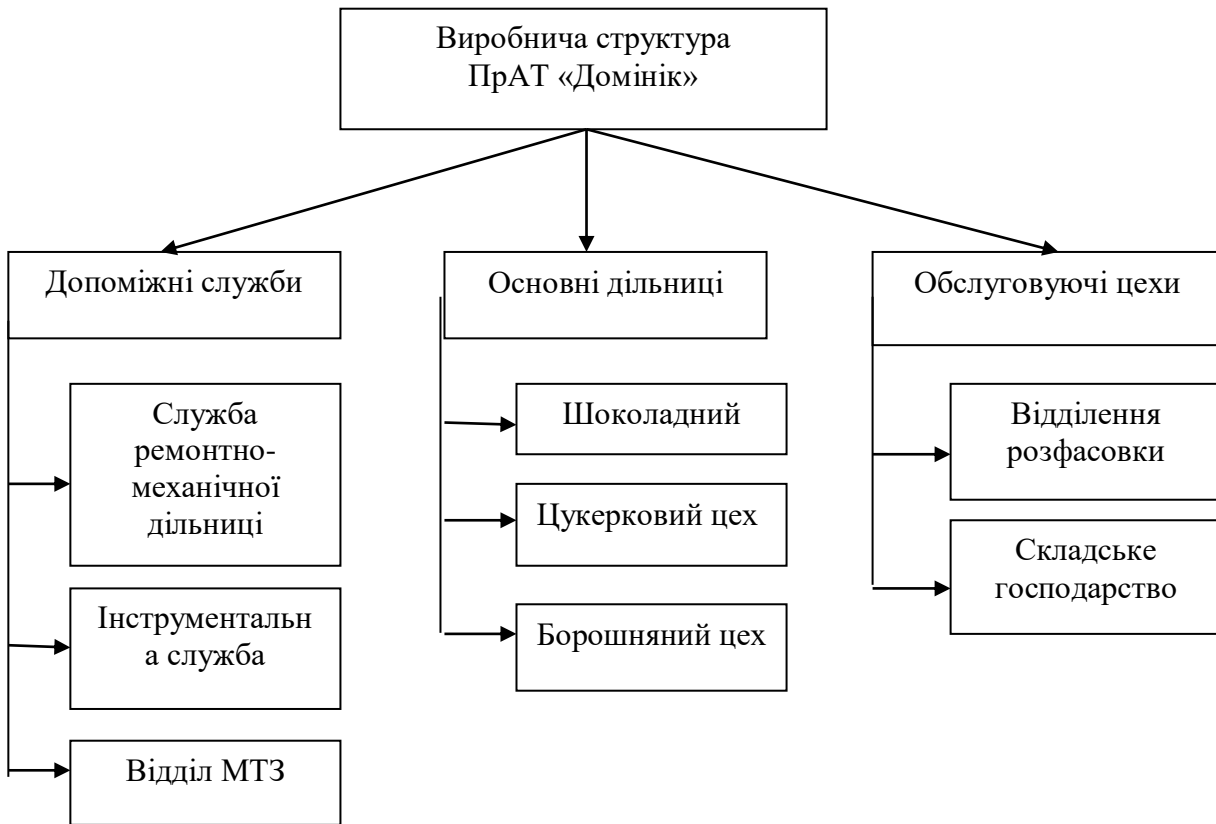 Виробнича структура
ПрАТ «Домінік»
Допоміжні служби
Основні дільниці
Обслуговуючі цехи
Служба
ремонтно-
механічної
дільниці
Інструментальн
а служба
Відділ МТЗ
Шоколадний
Цукерковий цех
Борошняний цех
Відділення
розфасовки
Складське
господарство